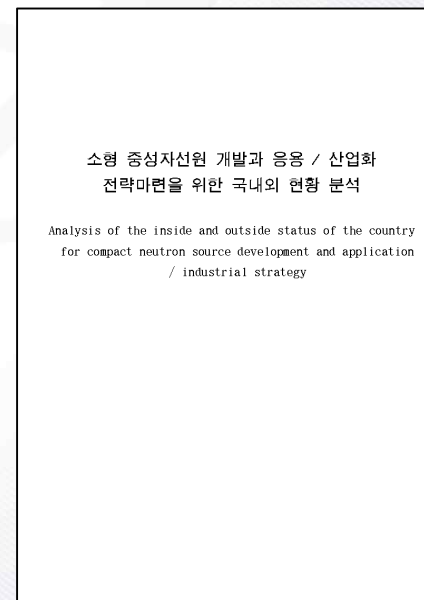 소형 중성자선원 개발과 응용 / 산업화
전략마련을 위한 국내외 현황 분석
Analysis of the inside and outside status of the country
for compact neutron source development and application
/ industrial strategy